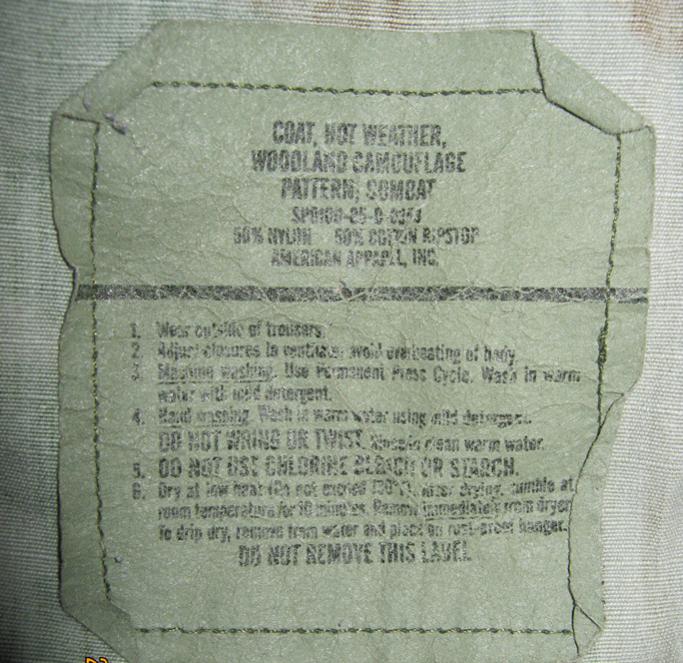 COAT, HOT WEATHER,
WOODLAND CAMOUFLAGE
PATTERN, COMBAT
50% NYLON 50% COTTON RIPSTOP
AMERICAN APPAREL, INC.
1. Wear outside of trousers.
2. Adjust closures to ventilate, avoid overheating of body
3. Machine washing. Use Permanent Press Cycle. Wash in warm
water with mild detergent.
4. Hand washing. Wash in warm water using mild detergent.
DO NOT WRING OR TWIST. Rinse in clean warm water.
5. DO NOT USE CHLORINE BLEACH OR STARCH.
6. Dry at low heat (Do not exceed After drying, tumble at
room temperature for 10 minutes. Remove immediately from dryer.
To drip dry, remove from water and place on rust-proof hanger.
DO NOT REMOVE THIS LABEL